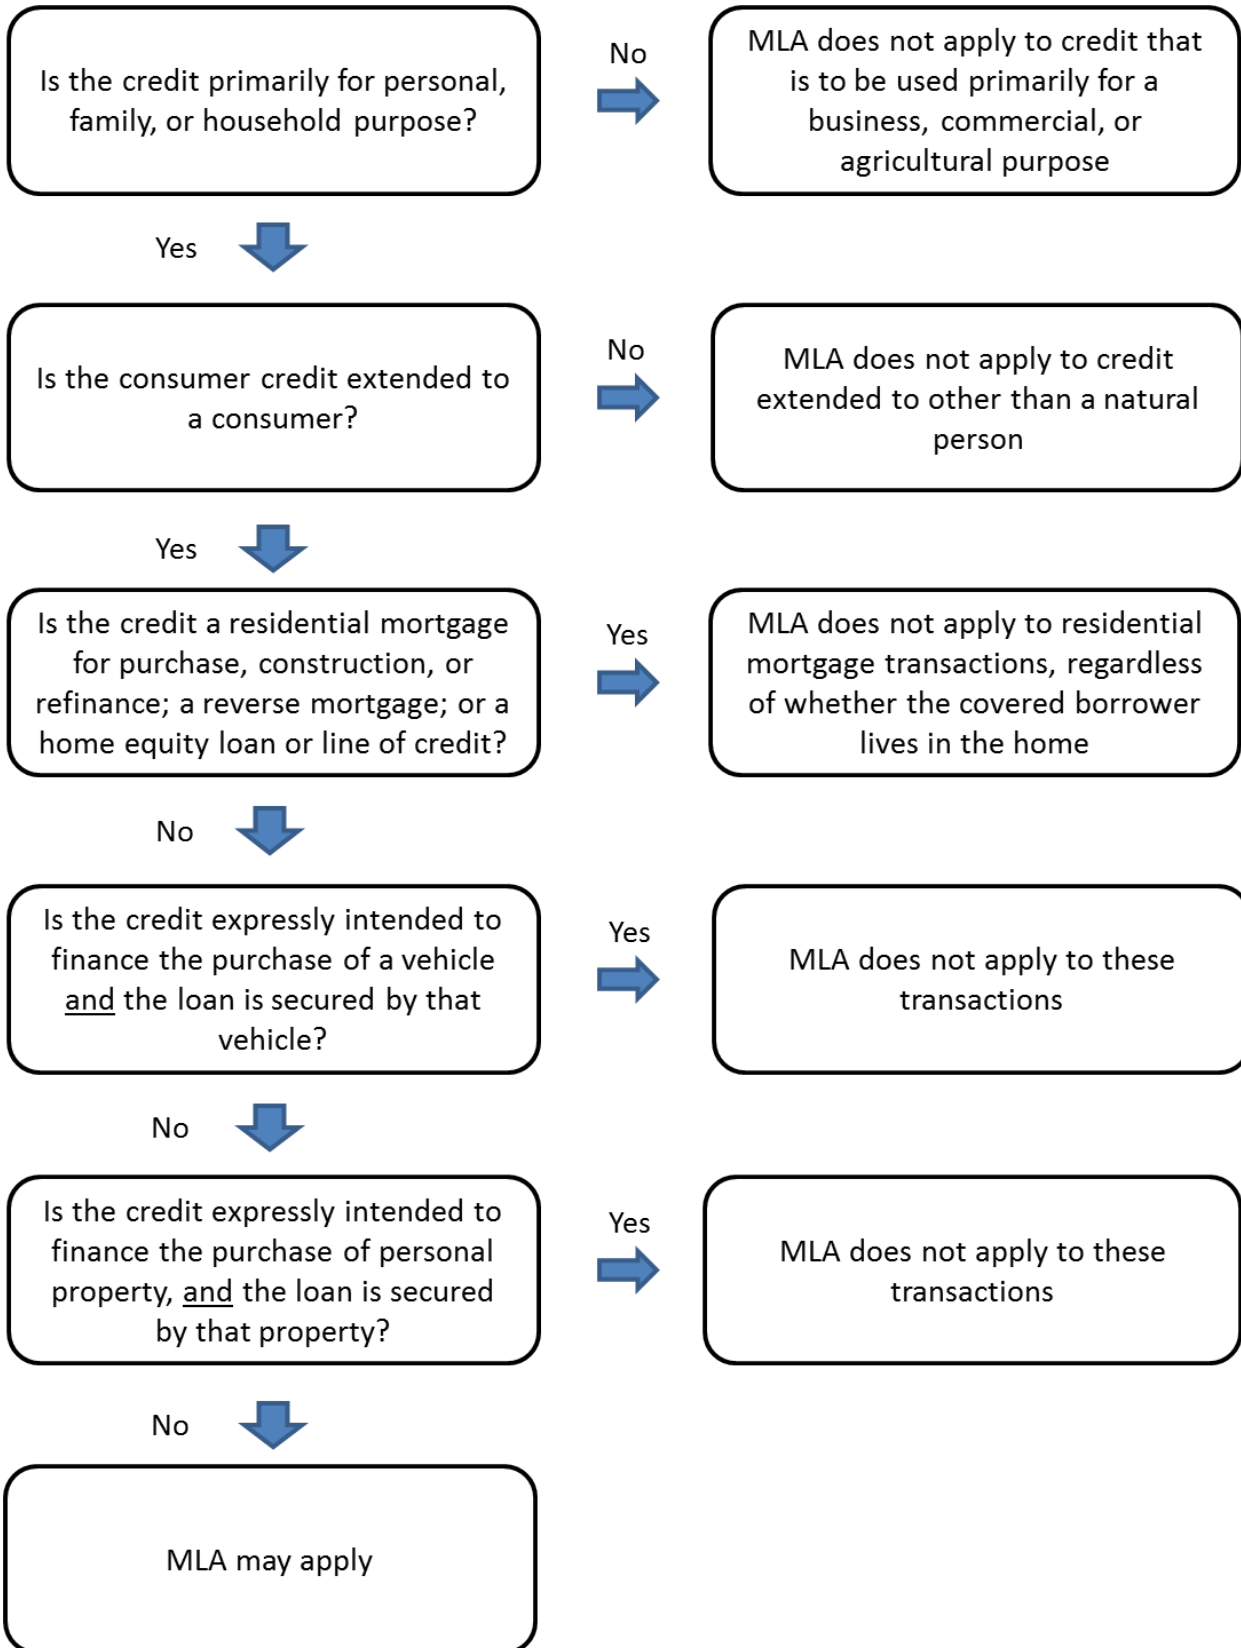 Is the credit primarily for personal,
family, or household purpose?
No
MLA does not apply to credit that
is to be used primarily for a
business, commercial, or
agricultural purpose
Yes
Is the consumer credit extended to
a consumer?
No
MLA does not apply to credit
extended to other than a natural
person
Yes
Is the credit a residential mortgage
for purchase, construction, or
refinance; a reverse mortgage; or a
home equity loan or line of credit?
Yes
MLA does not apply to residential
mortgage transactions, regardless
of whether the covered borrower
lives in the home
No
Is the credit expressly intended to
finance the purchase of a vehicle
and the loan is secured by that
vehicle?
Yes
MLA does not apply to these
transactions
No
Is the credit expressly intended to
finance the purchase of personal
property, and the loan is secured
by that property?
Yes
MLA does not apply to these
transactions
No
MLA may apply